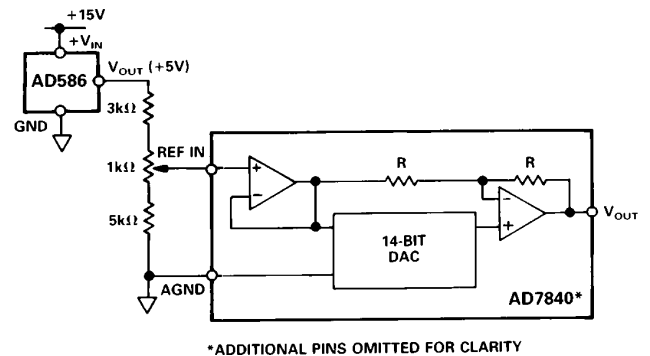 +15V
+VIN
AD586
VOUT (+5V)
GND
3kΩ
1kΩ
REF IN
5kΩ
AGND
+
−
R
R
14-BIT
DAC
−
+
VOUT
AD7840*
*ADDITIONAL PINS OMITTED FOR CLARITY